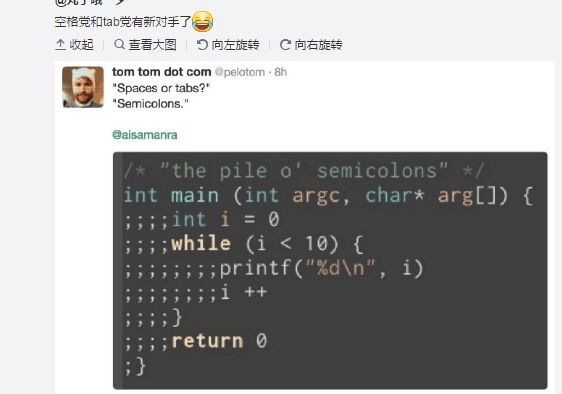 空格党和tab党有新对手了😂
收起 查看大图 向左旋转 向右旋转
tom tom dot com @pelotom · 8h
"Spaces or tabs?"
"Semicolons."
@aisamanra
/* "the pile o' semicolons" */
int main (int argc, char* arg[]) {
;;;;int i = 0
;;;;while (i < 10) {
;;;;;;;;printf("%d\n", i)
;;;;;;;;i ++
;;;;}
;;;;return 0
;}